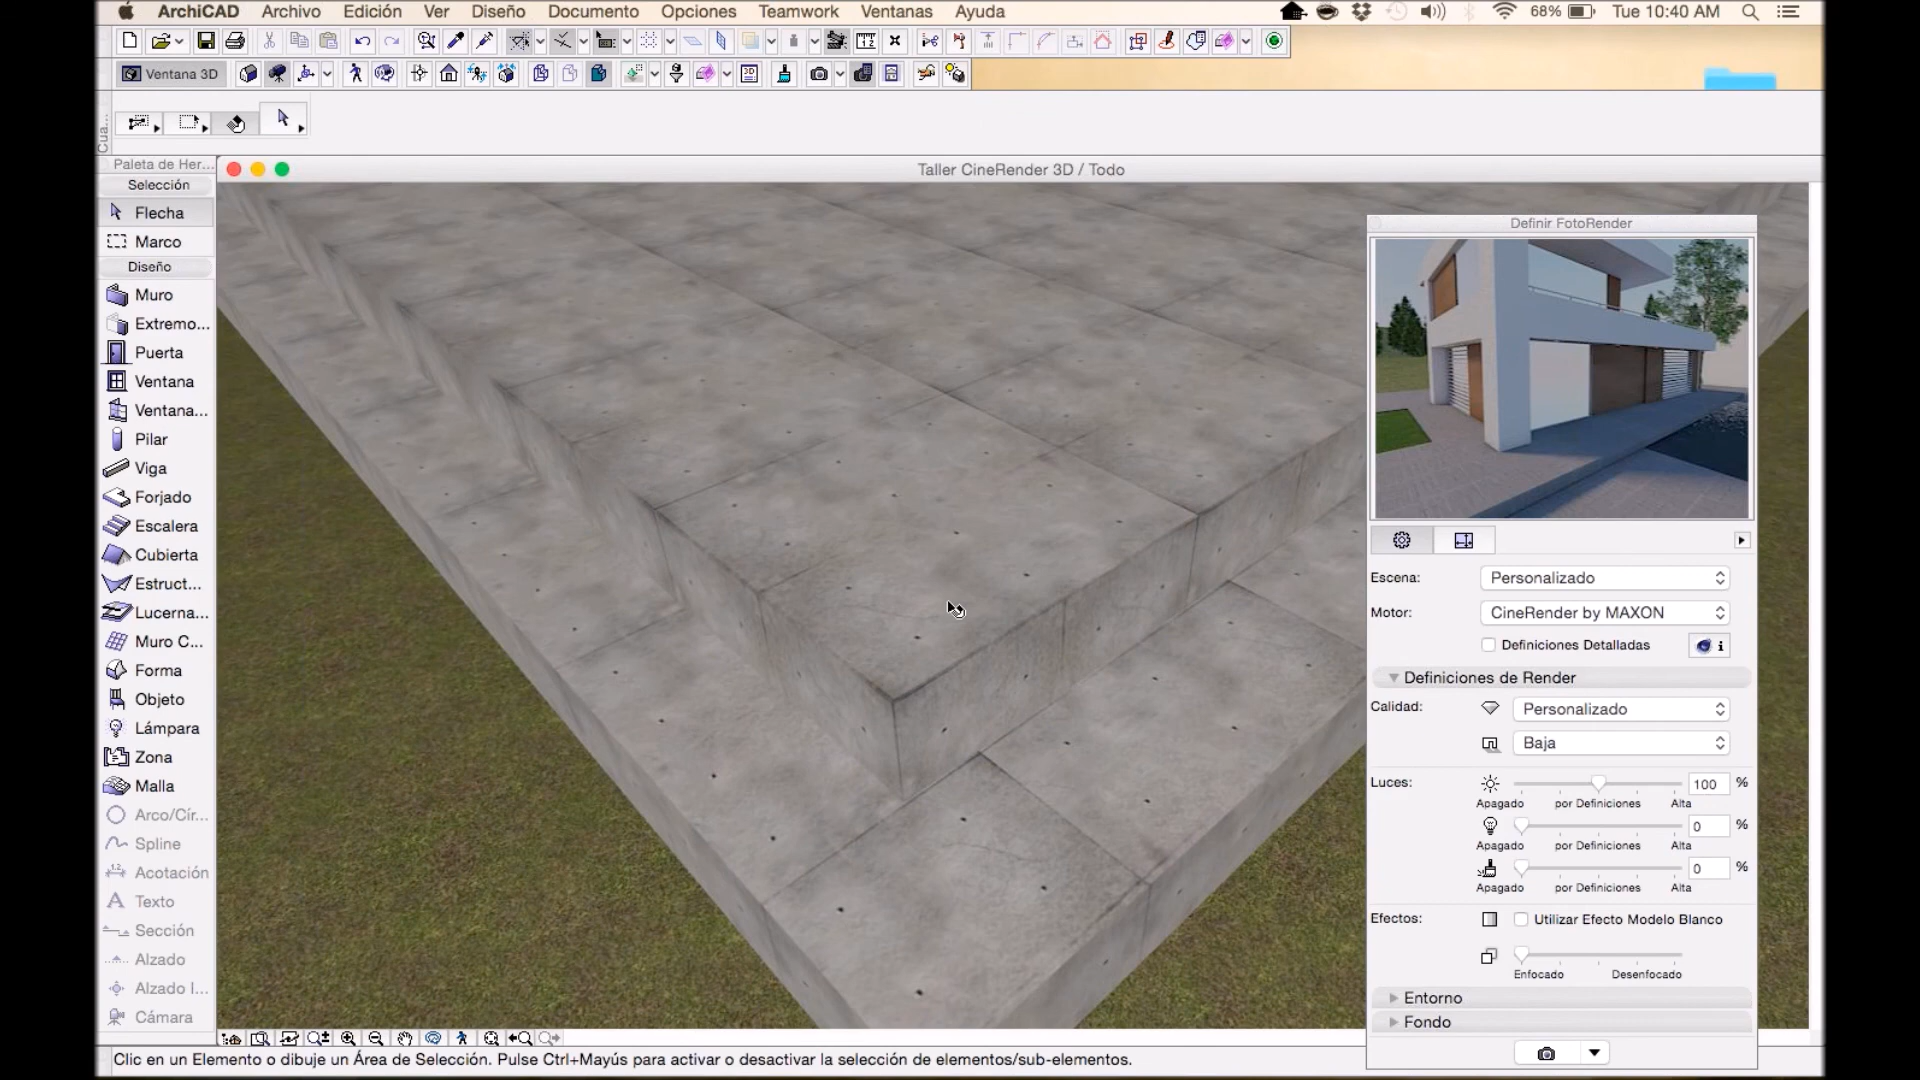 ArchiCAD Archivo Edición Ver Diseño Documento Opciones Teamwork Ventanas Ayuda 68% Tue 10:40 AM
Ventana 3D
Cua...
Paleta de Her...
Taller CineRender 3D / Todo
Selección
Flecha
Marco
Diseño
Muro
Extremo...
Puerta
Ventana
Ventana...
Pilar
Viga
Forjado
Escalera
Cubierta
Estruct...
Lucerna...
Muro C...
Forma
Objeto
Lámpara
Zona
Malla
Arco/Cír...
Spline
Acotación
Texto
Sección
Alzado
Alzado I...
Cámara
Definir FotoRender
Escena: Personalizado
Motor: CineRender by MAXON
Definiciones Detalladas
Definiciones de Render
Calidad: Personalizado
Baja
Luces: 100 %
Apagado por Definiciones Alta
0 %
Apagado por Definiciones Alta
0 %
Apagado por Definiciones Alta
Efectos: Utilizar Efecto Modelo Blanco
Enfocado Desenfocado
Entorno
Fondo
Clic en un Elemento o dibuje un Área de Selección. Pulse Ctrl+Mayús para activar o desactivar la selección de elementos/sub-elementos.